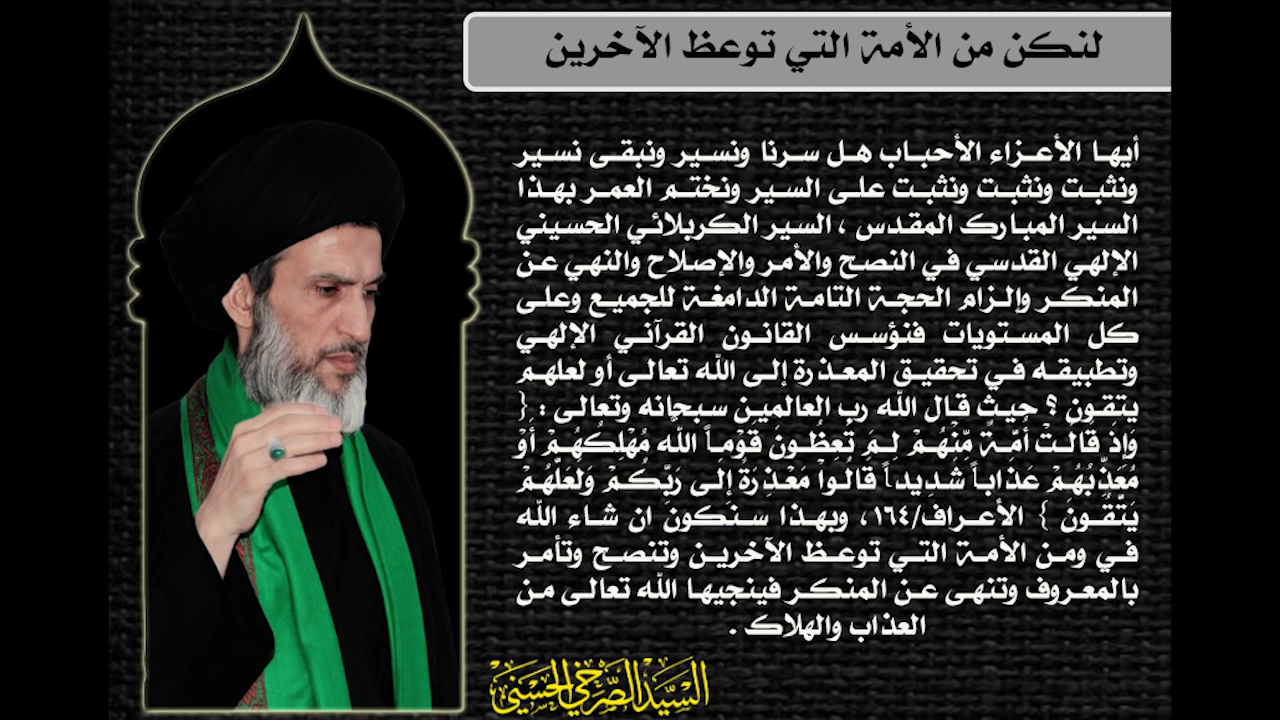 لنكن من الأمة التي توعظ الآخرين
أيها الأعزاء الأحباب هل سرنا ونسير ونبقى نسير
ونثبت ونثبت ونثبت على السير ونختم العمر بهذا
السير المبارك المقدس ، السير الكربلائي الحسيني
الإلهي القدسي في النصح والأمر والإصلاح والنهي عن
المنكر وإلزام الحجة التامة الدامغة للجميع وعلى
كل المستويات فنؤسس القانون القرآني الإلهي
وتطبيقه في تحقيق المعذرة إلى الله تعالى أو لعلهم
يتقون ؟ حيث قال الله رب العالمين سبحانه وتعالى : {
وَإِذَ قَالَتْ أُمَّةٌ مِّنْهُمْ لِمَ تَعِظُونَ قَوْماً اللّه مُهْلِكُهُمْ أَوْ
مُعَذِّبُهُمْ عَذَاباً شَدِيداً قَالُواْ مَعْذِرَةً إِلَى رَبِّكُمْ وَلَعَلَّهُمْ
يَتَّقُونَ } الأعراف/١٦٤، وبهذا سنكون ان شاء الله
في ومن الأمة التي توعظ الآخرين وتنصح وتأمر
بالمعروف وتنهى عن المنكر فينجيها الله تعالى من
العذاب والهلاك .
السيد الصرخي الحسني